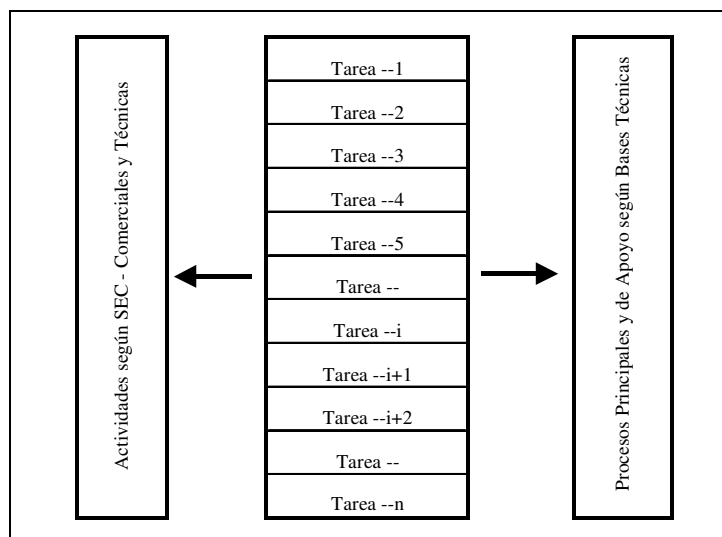 Actividades según SEC - Comerciales y Técnicas
Tarea --1
Tarea --2
Tarea --3
Tarea --4
Tarea --5
Tarea --
Tarea --i
Tarea --i+1
Tarea --i+2
Tarea --
Tarea --n
Procesos Principales y de Apoyo según Bases Técnicas